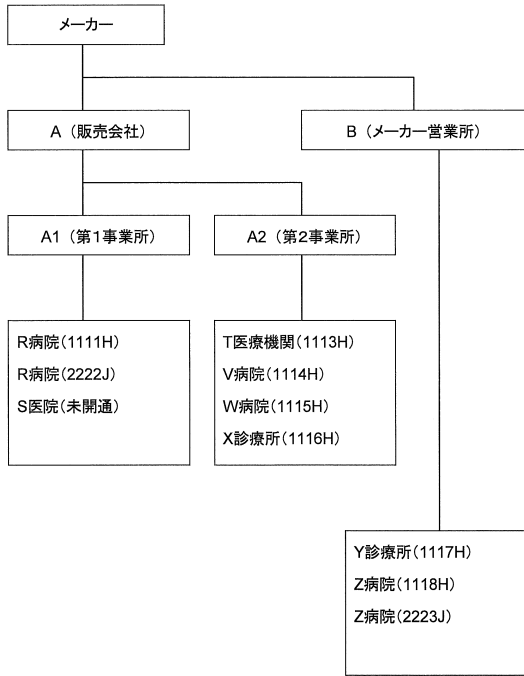 メーカー
A（販売会社）
B（メーカー営業所）
A1（第1事業所）
A2（第2事業所）
R病院(1111H)
R病院(2222J)
S医院(未開通)
T医療機関(1113H)
V病院(1114H)
W病院(1115H)
X診療所(1116H)
Y診療所(1117H)
Z病院(1118H)
Z病院(2223J)